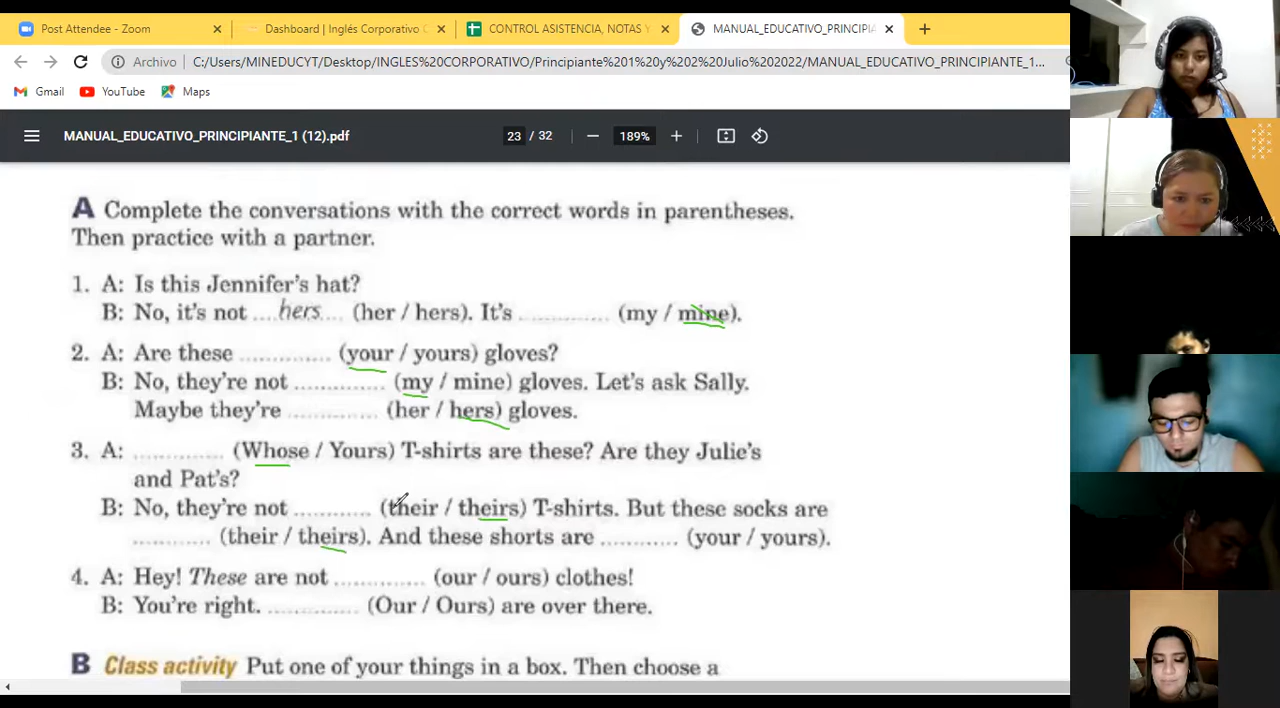 Post Attendee - Zoom
Dashboard | Inglés Corporativo
CONTROL ASISTENCIA, NOTAS Y
MANUAL_EDUCATIVO_PRINCIPIA
Archivo
C:/Users/MINEDUCYT/Desktop/INGLES%20CORPORATIVO/Principiante%201%20y%202%20Julio%202022/MANUAL_EDUCATIVO_PRINCIPIANTE_1...
Gmail
YouTube
Maps
MANUAL_EDUCATIVO_PRINCIPIANTE_1 (12).pdf
23 / 32
189%
A Complete the conversations with the correct words in parentheses.
Then practice with a partner.
1. A: Is this Jennifer's hat?
B: No, it's not ....hers.... (her / hers). It's .............. (my / mine).
2. A: Are these .............. (your / yours) gloves?
B: No, they're not .............. (my / mine) gloves. Let's ask Sally.
Maybe they're .............. (her / hers) gloves.
3. A: .............. (Whose / Yours) T-shirts are these? Are they Julie's
and Pat's?
B: No, they're not ............ (their / theirs) T-shirts. But these socks are
............ (their / theirs). And these shorts are ............ (your / yours).
4. A: Hey! These are not .............. (our / ours) clothes!
B: You're right. .............. (Our / Ours) are over there.
B Class activity Put one of your things in a box. Then choose a